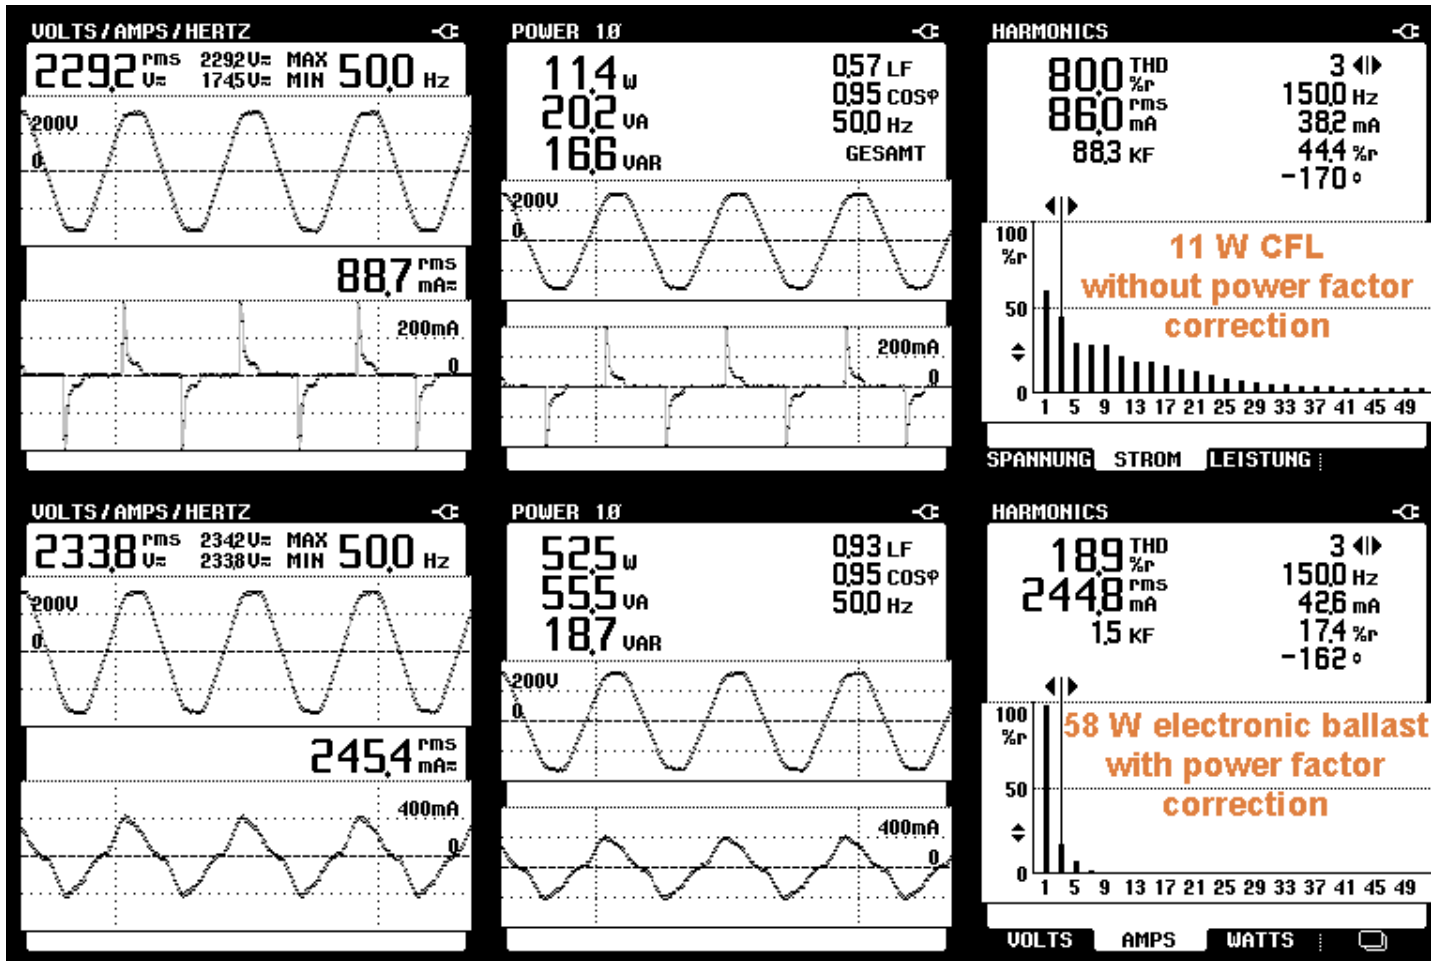 VOLTS/AMPS/HERTZ
229,2 rms V≂ 229,2 V≂ MAX 50,0 Hz
174,5 V≂ MIN
200V
0
88,7 rms mA≂
200mA
0
POWER 1.Ø
11,4 W 0,57 LF
20,2 VA 0,95 COSφ
16,6 VAR 50,0 Hz
GESAMT
200V
0
200mA
0
HARMONICS
80,0 THD %r 3
86,0 rms mA 150,0 Hz
88,3 KF 38,2 mA
44,4 %r
-170 °
100
%r
50
0
1 5 9 13 17 21 25 29 33 37 41 45 49
11 W CFL
without power factor
correction
SPANNUNG STROM LEISTUNG
VOLTS/AMPS/HERTZ
233,8 rms V≂ 234,2 V≂ MAX 50,0 Hz
233,8 V≂ MIN
200V
0
245,4 rms mA≂
400mA
0
POWER 1.Ø
52,5 W 0,93 LF
55,5 VA 0,95 COSφ
18,7 VAR 50,0 Hz
200V
0
400mA
0
HARMONICS
18,9 THD %r 3
244,8 rms mA 150,0 Hz
1,5 KF 42,6 mA
17,4 %r
-162 °
100
%r
50
0
1 5 9 13 17 21 25 29 33 37 41 45 49
58 W electronic ballast
with power factor
correction
VOLTS AMPS WATTS